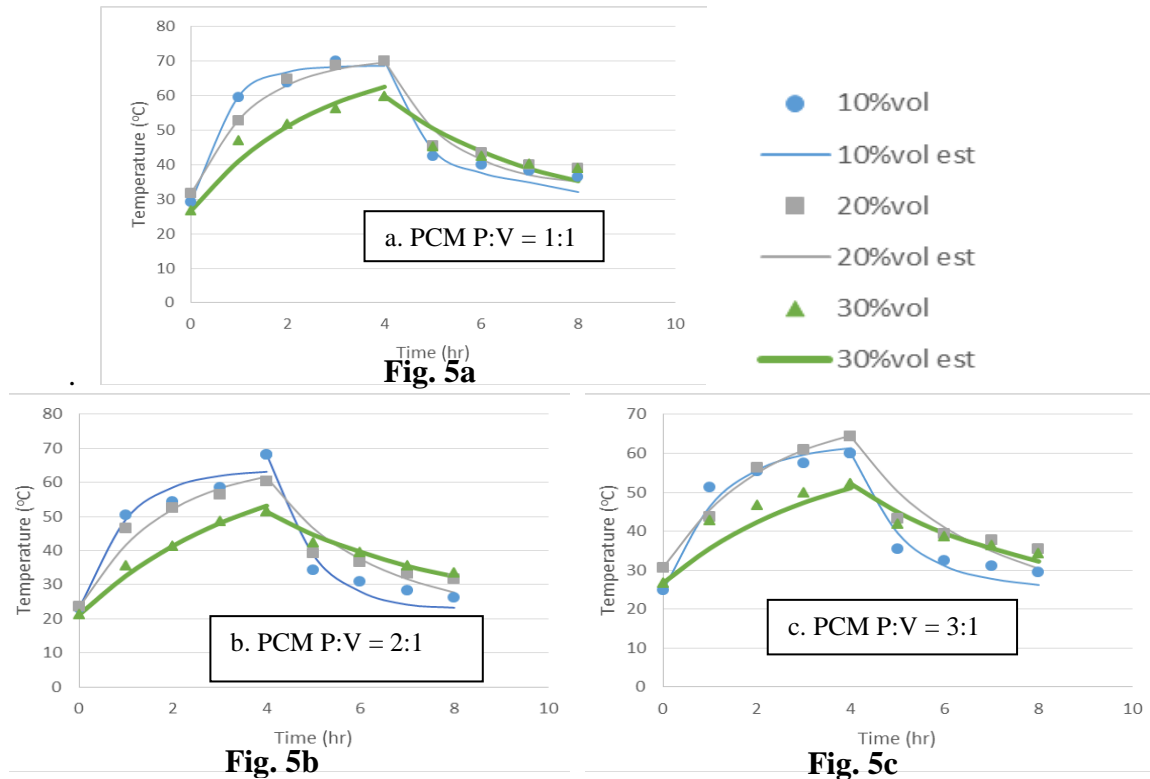 80
70
60
50
40
30
20
10
0
Temperature (ºC)
0 2 4 6 8 10
Time (hr)
a. PCM P:V = 1:1
Fig. 5a
.
10%vol
10%vol est
20%vol
20%vol est
30%vol
30%vol est
80
70
60
50
40
30
20
10
0
Temperature (ºC)
0 2 4 6 8 10
Time (hr)
b. PCM P:V = 2:1
Fig. 5b
70
60
50
40
30
20
10
0
Temperature (ºC)
0 2 4 6 8 10
Time (hr)
c. PCM P:V = 3:1
Fig. 5c